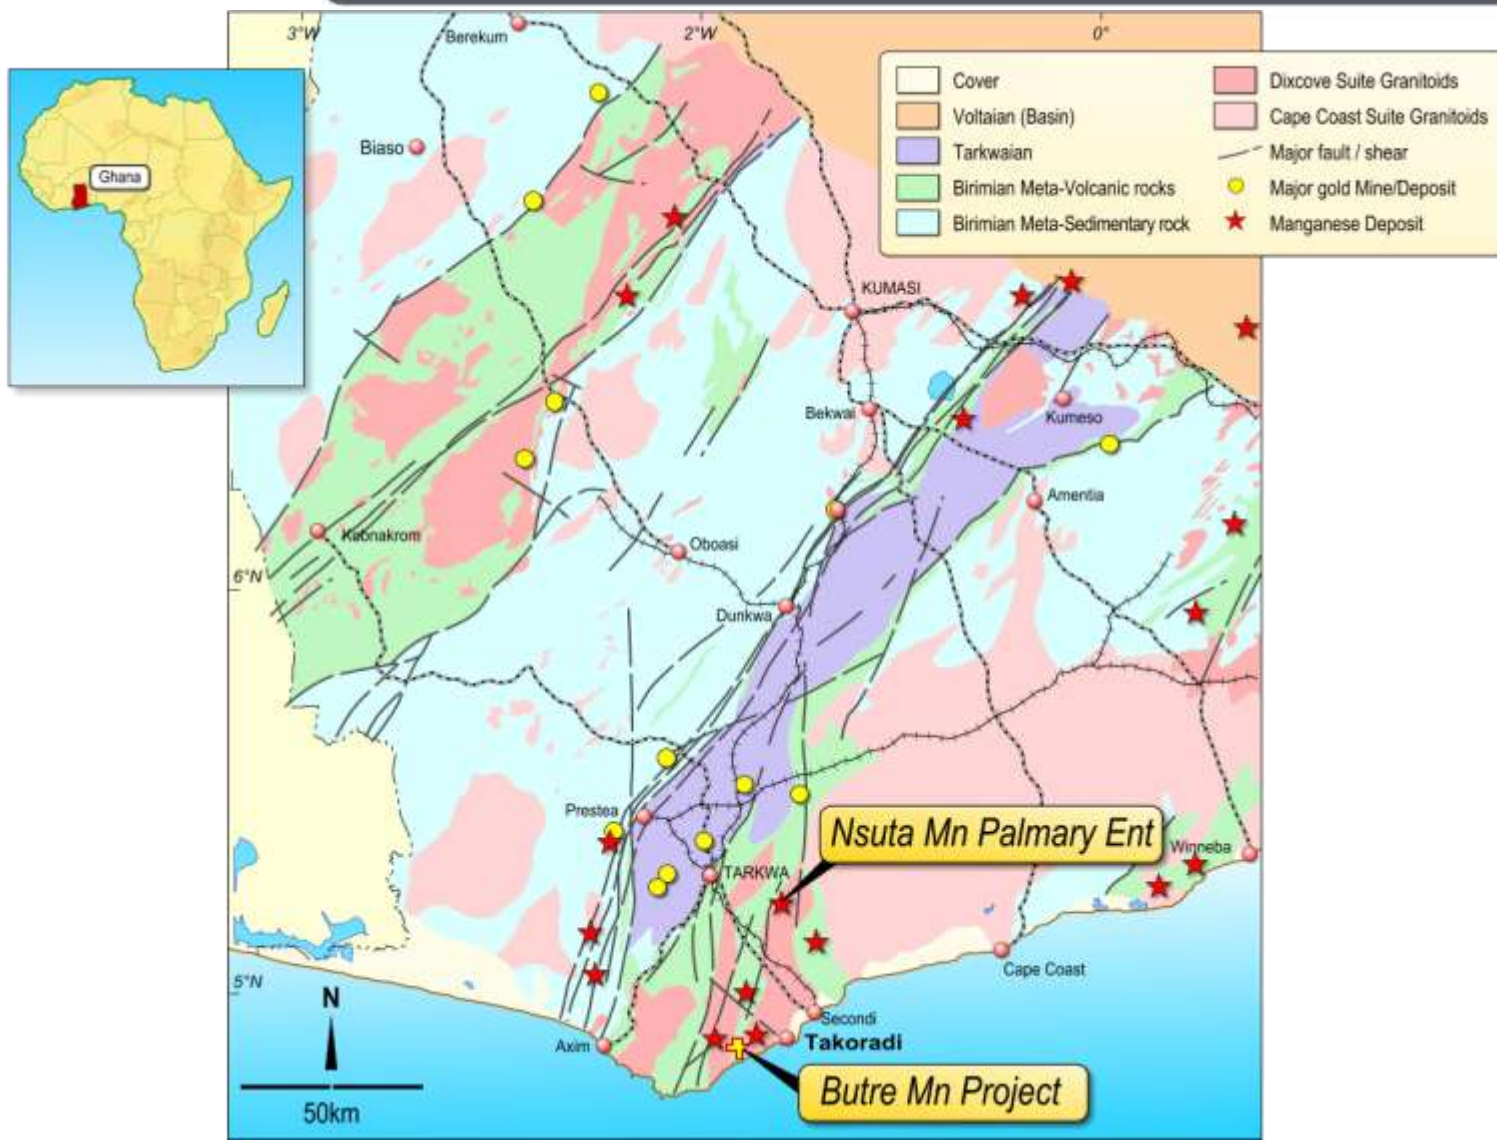 3°W
2°W
0°
Berekum
Biaso
Ghana
Cover
Voltaian (Basin)
Tarkwaian
Birimian Meta-Volcanic rocks
Birimian Meta-Sedimentary rock
Dixcove Suite Granitoids
Cape Coast Suite Granitoids
Major fault / shear
Major gold Mine/Deposit
Manganese Deposit
KUMASI
Bekwai
Kumeso
Amentia
Kebnakrom
Oboasi
6°N
Dunkwa
Prestea
Nsuta Mn Palmary Ent
Winneba
TARKWA
Cape Coast
5°N
N
Secondi
Axim
Takoradi
Butre Mn Project
50km